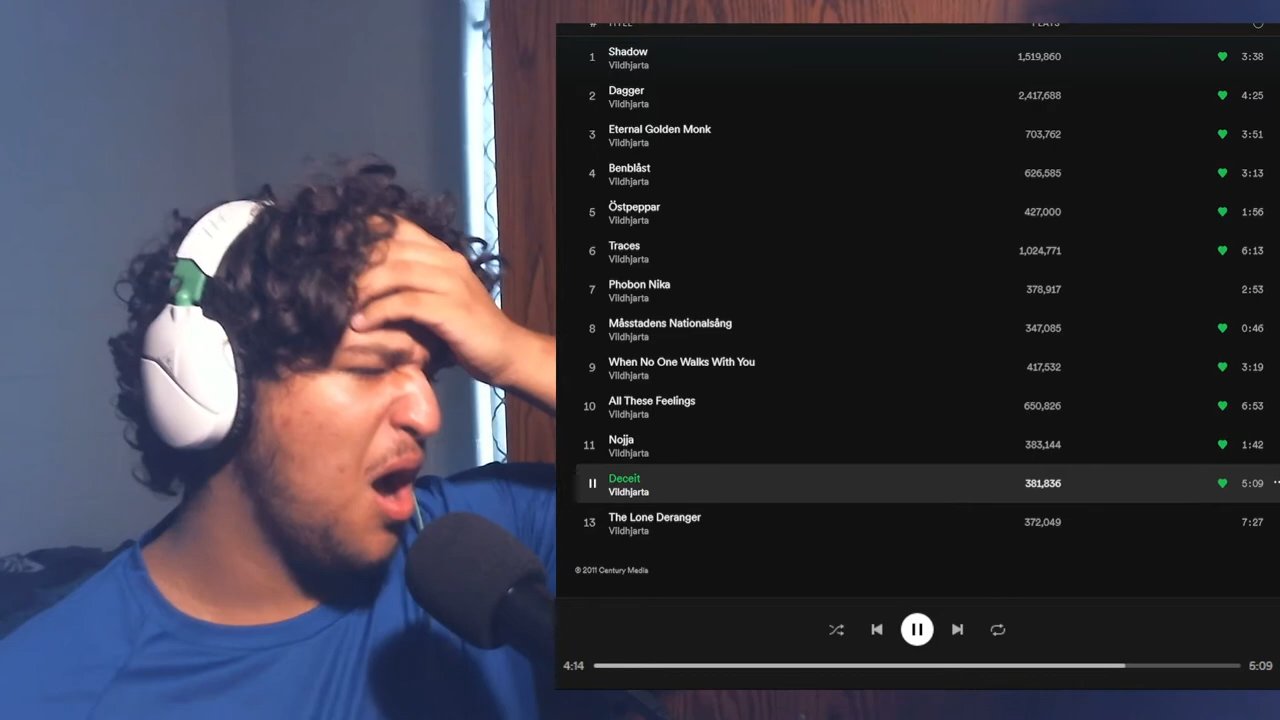 # TITLE PLAYS
1 Shadow 1,519,860 3:38
Vildhjarta
2 Dagger 2,417,688 4:25
Vildhjarta
3 Eternal Golden Monk 703,762 3:51
Vildhjarta
4 Benblåst 626,585 3:13
Vildhjarta
5 Östpeppar 427,000 1:56
Vildhjarta
6 Traces 1,024,771 6:13
Vildhjarta
7 Phobon Nika 378,917 2:53
Vildhjarta
8 Måsstadens Nationalsång 347,085 0:46
Vildhjarta
9 When No One Walks With You 417,532 3:19
Vildhjarta
10 All These Feelings 650,826 6:53
Vildhjarta
11 Nojja 383,144 1:42
Vildhjarta
Deceit 381,836 5:09
Vildhjarta
13 The Lone Deranger 372,049 7:27
Vildhjarta
® 2011 Century Media
4:14 5:09